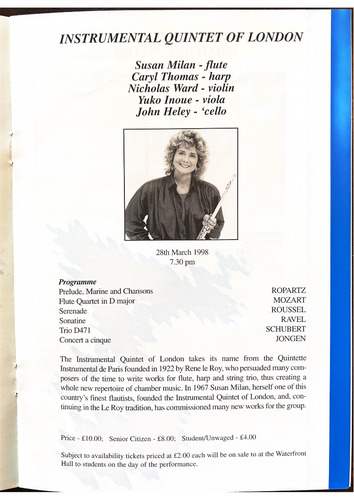 INSTRUMENTAL QUINTET OF LONDON
Susan Milan - flute
Caryl Thomas - harp
Nicholas Ward - violin
Yuko Inoue - viola
John Heley - ‘cello
28th March 1998
7.30 pm
Programme
Prelude, Marine and Chansons ROPARTZ
Flute Quartet in D major MOZART
Serenade ROUSSEL
Sonatine RAVEL
Trio D471 SCHUBERT
Concert a cinque JONGEN
The Instrumental Quintet of London takes its name from the Quintette
Instrumental de Paris founded in 1922 by Rene le Roy, who persuaded many com-
posers of the time to write works for flute, harp and string trio, thus creating a
whole new repertoire of chamber music. In 1967 Susan Milan, herself one of this
country's finest flautists, founded the Instrumental Quintet of London, and, con-
tinuing in the Le Roy tradition, has commissioned many new works for the group.
Price - £10.00; Senior Citizen - £8.00; Student/Unwaged - £4.00
Subject to availability tickets priced at £2.00 each will be on sale to at the Waterfront
Hall to students on the day of the performance.